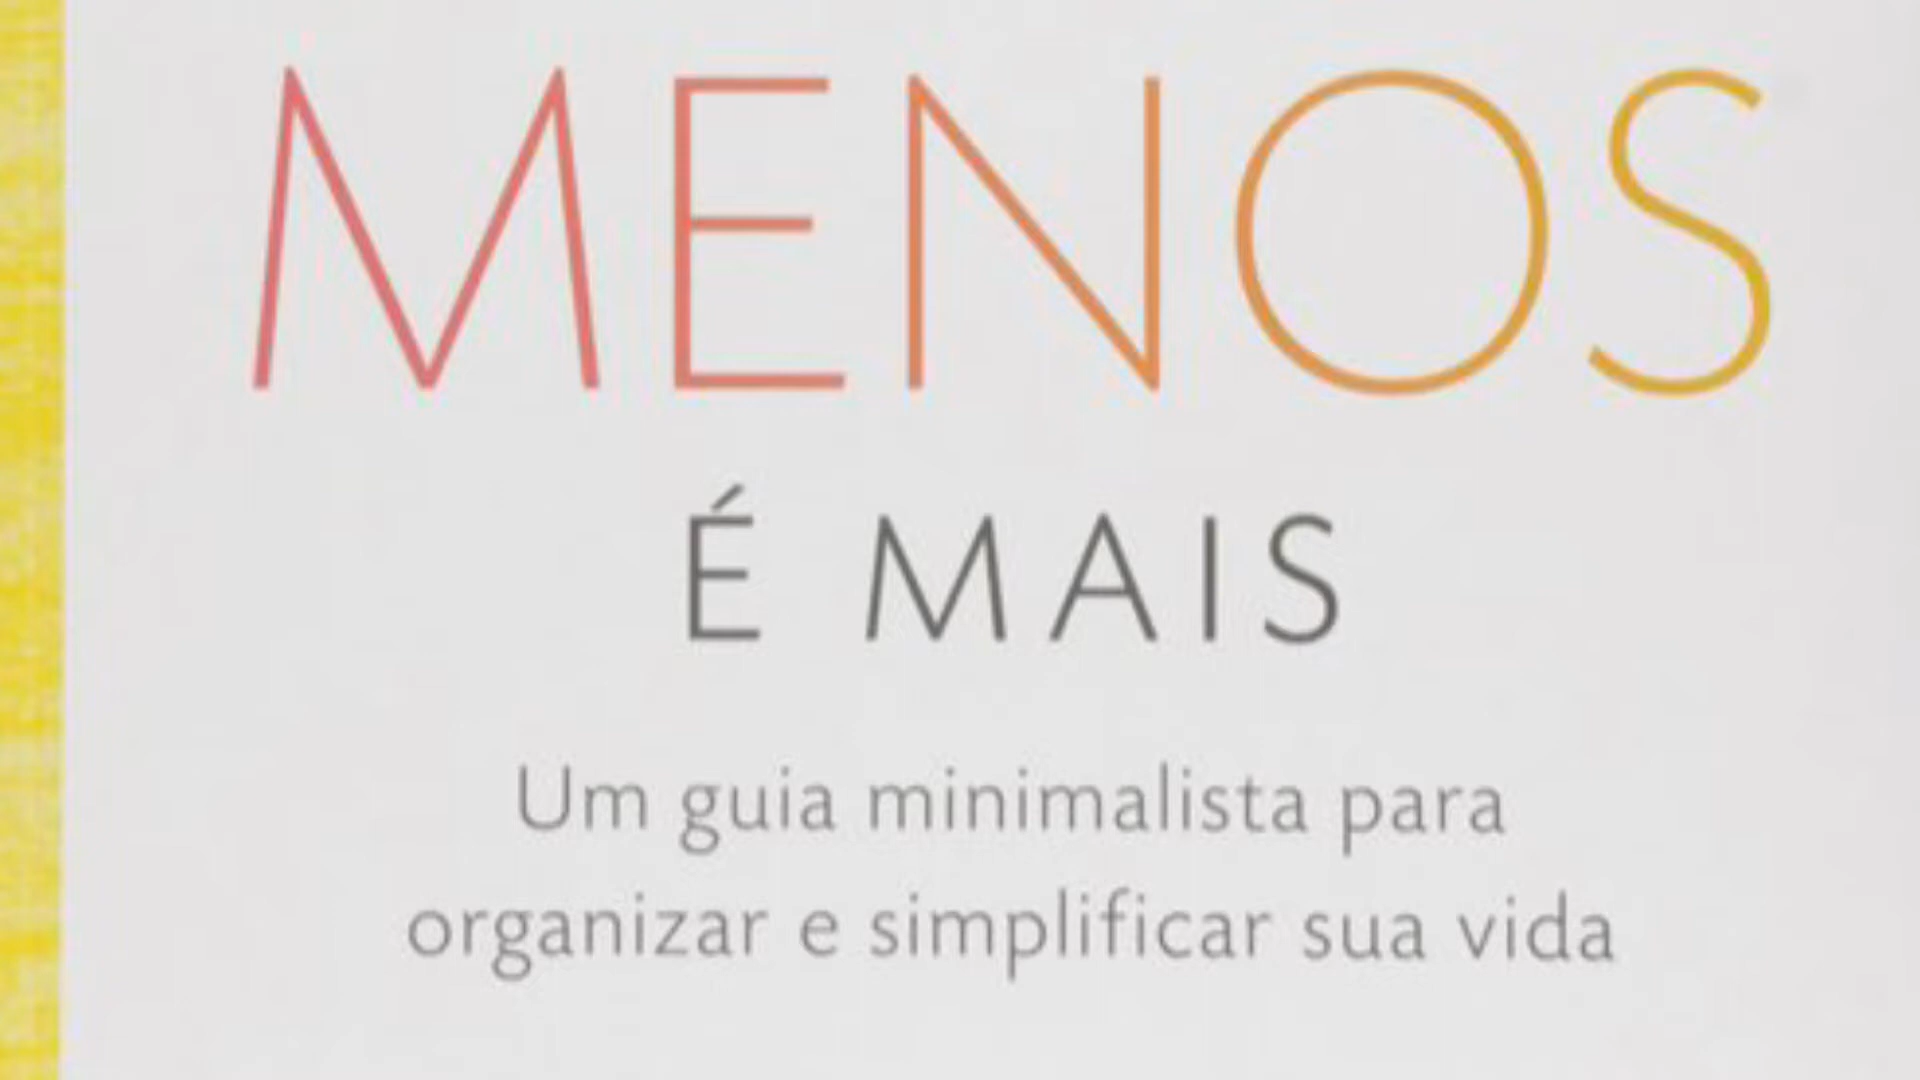 MENOS
É MAIS
Um guia minimalista para
organizar e simplificar sua vida